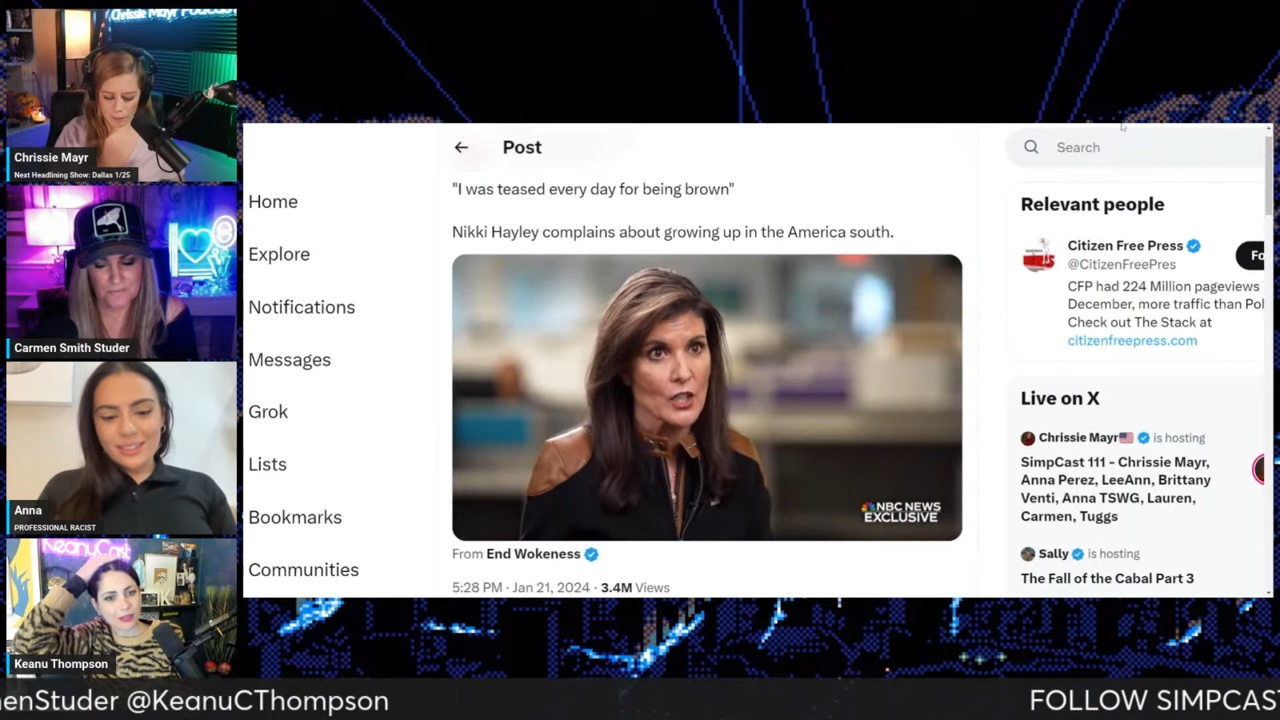 Chrissie Mayr Podcast
Chrissie Mayr
Next Headlining Show: Dallas 1/25
Carmen Smith Studer
Anna
PROFESSIONAL RACIST
KeanuCast
Keanu Thompson
Home
Explore
Notifications
Messages
Grok
Lists
Bookmarks
Communities
Post
"I was teased every day for being brown"
Nikki Hayley complains about growing up in the America south.
NBC NEWS
EXCLUSIVE
From End Wokeness
5:28 PM · Jan 21, 2024 · 3.4M Views
Search
Relevant people
Citizen Free Press
@CitizenFreePres
Fo
CFP had 224 Million pageviews
December, more traffic than Pol
Check out The Stack at
citizenfreepress.com
Live on X
Chrissie Mayr is hosting
SimpCast 111 - Chrissie Mayr,
Anna Perez, LeeAnn, Brittany
Venti, Anna TSWG, Lauren,
Carmen, Tuggs
Sally is hosting
The Fall of the Cabal Part 3
nenStuder @KeanuCThompson
FOLLOW SIMPCAST